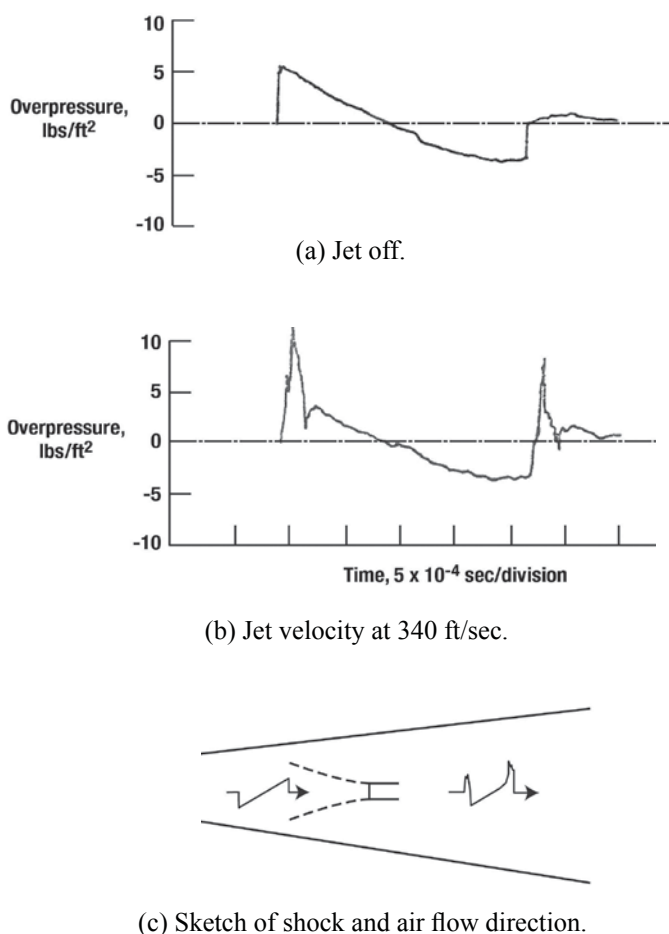 10
5
Overpressure,
lbs/ft2
0
-5
-10
(a) Jet off.
10
5
Overpressure,
lbs/ft2
0
-5
-10
Time, 5 x 10-4 sec/division
(b) Jet velocity at 340 ft/sec.
(c) Sketch of shock and air flow direction.